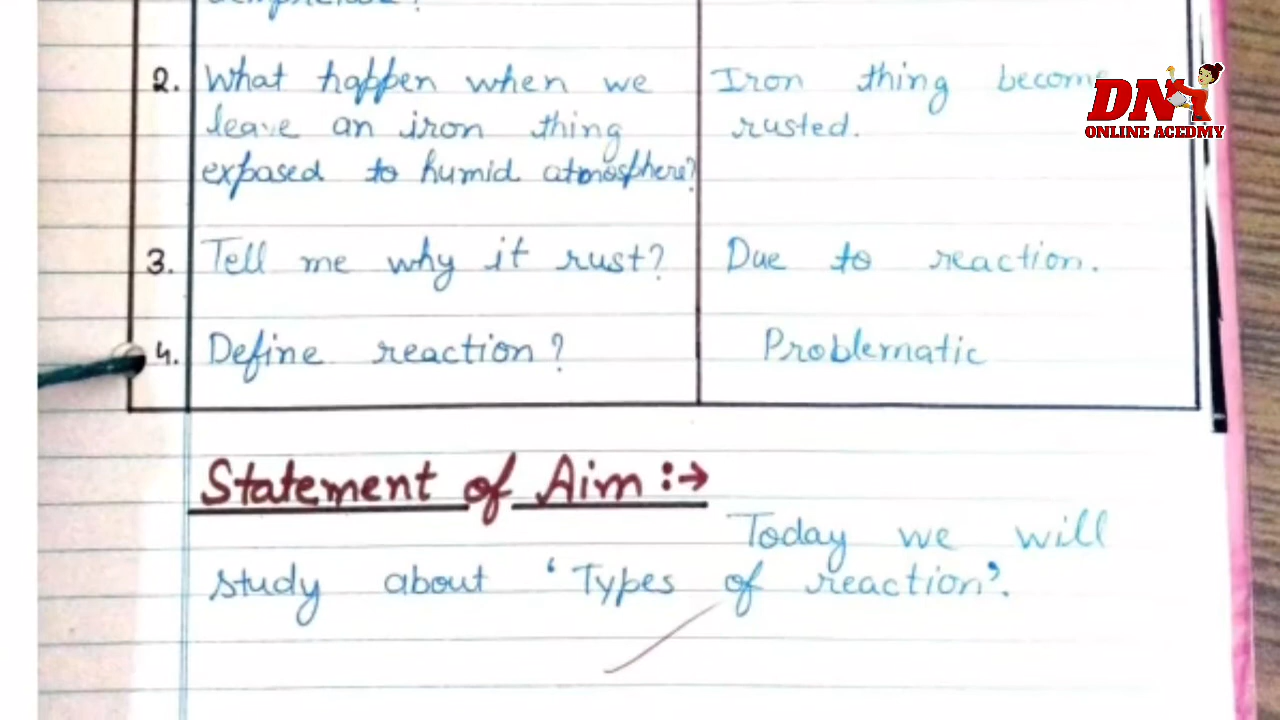 2. What happen when we Iron thing become
leave an iron thing rusted.
exposed to humid atmosphere?
3. Tell me why it rust? Due to reaction.
4. Define reaction? Problematic
Statement of Aim :→
Today we will
study about ‘Types of reaction’.
DN
ONLINE ACEDMY